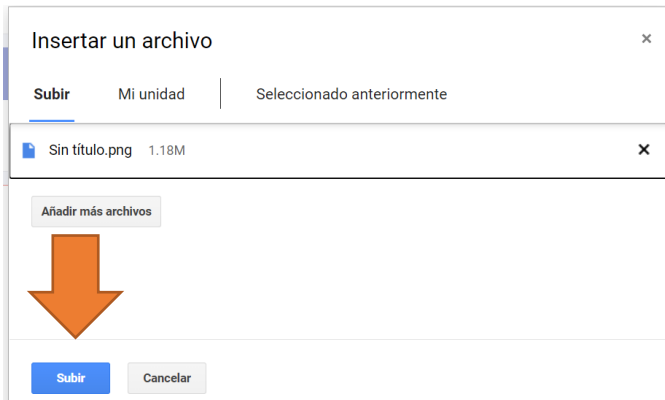 Insertar un archivo
Subir Mi unidad Seleccionado anteriormente
Sin título.png 1.18M
Añadir más archivos
Subir Cancelar